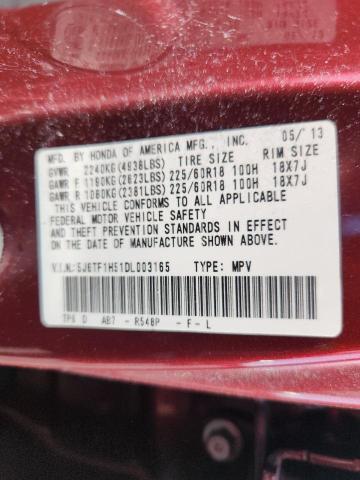 05/13
MFD. BY HONDA OF AMERICA MFG., INC. 05/13
GVWR 2240KG(4938LBS) TIRE SIZE RIM SIZE
GAWR F 1190KG(2623LBS) 225/60R18 100H 18X7J
GAWR R 1080KG(2381LBS) 225/60R18 100H 18X7J
THIS VEHICLE CONFORMS TO ALL APPLICABLE
FEDERAL MOTOR VEHICLE SAFETY
AND THEFT PREVENTION STANDARDS IN EFFECT ON THE
DATE OF MANUFACTURE SHOWN ABOVE.
V.I.N.:5J6TF1H51DL003165 TYPE: MPV
TP6 D AB7 - R548P - F - L